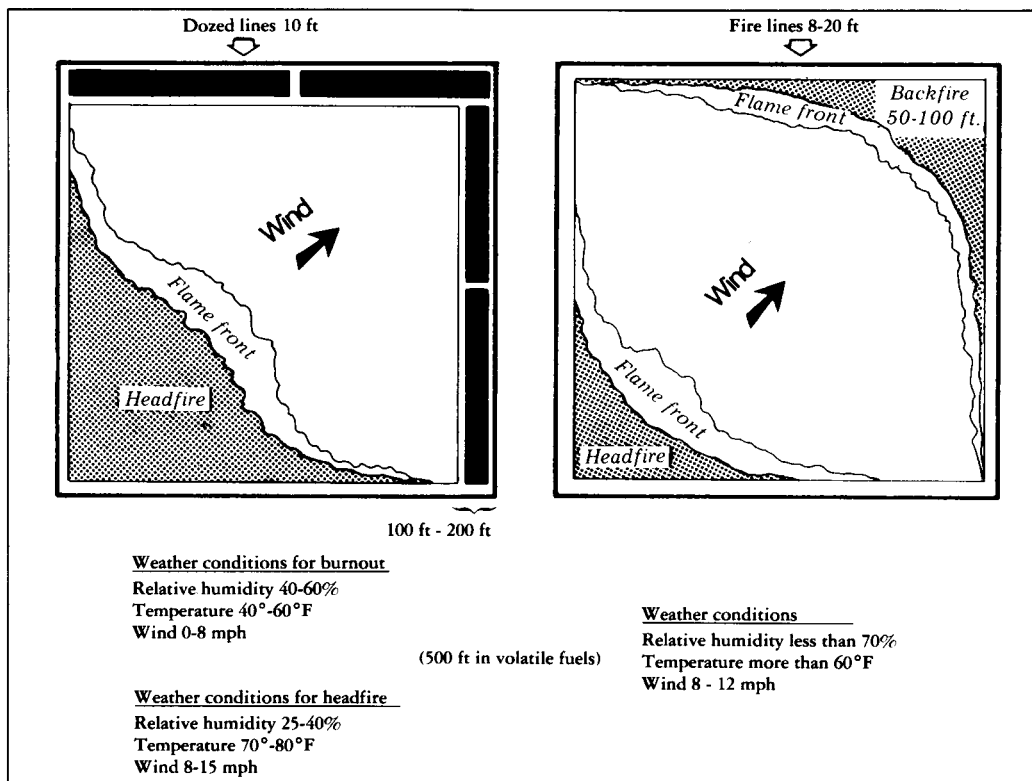 Dozed lines 10 ft
Wind
Flame front
Headfire
100 ft - 200 ft
Fire lines 8-20 ft
Backfire
50-100 ft.
Flame front
Wind
Flame front
Headfire
Weather conditions for burnout
Relative humidity 40-60%
Temperature 40°-60°F
Wind 0-8 mph
(500 ft in volatile fuels)
Weather conditions for headfire
Relative humidity 25-40%
Temperature 70°-80°F
Wind 8-15 mph
Weather conditions
Relative humidity less than 70%
Temperature more than 60°F
Wind 8 - 12 mph